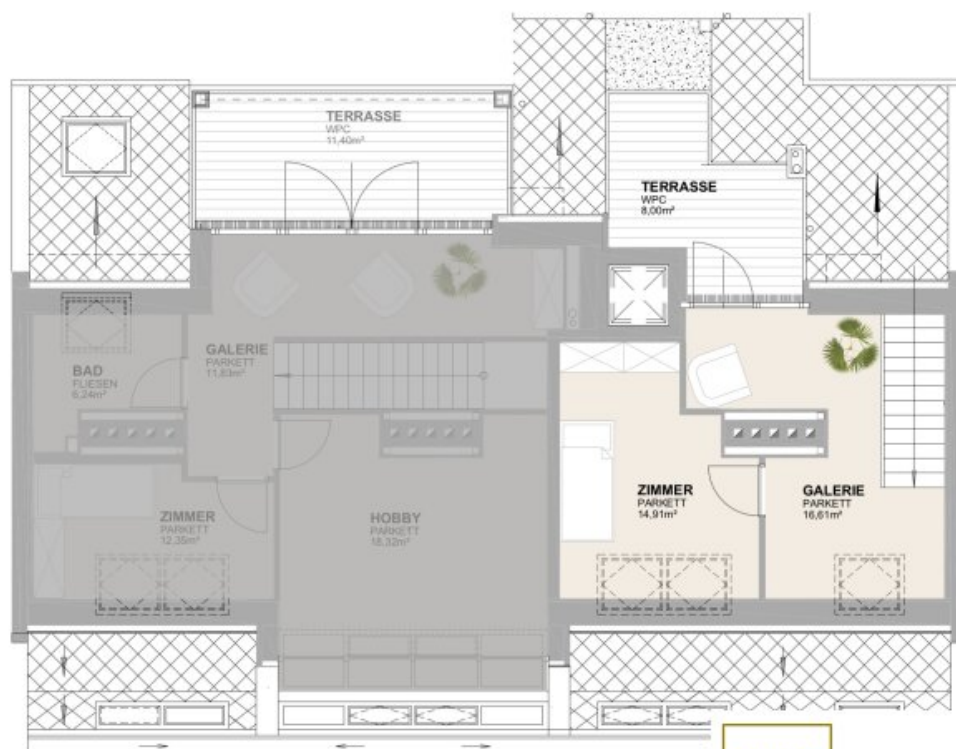 TERRASSE
WPC
11,40m²
TERRASSE
WPC
8,00m²
GALERIE
PARKETT
11,63m²
BAD
FLIESEN
6,24m²
ZIMMER
PARKETT
12,35m²
HOBBY
PARKETT
18,32m²
ZIMMER
PARKETT
14,91m²
GALERIE
PARKETT
16,61m²